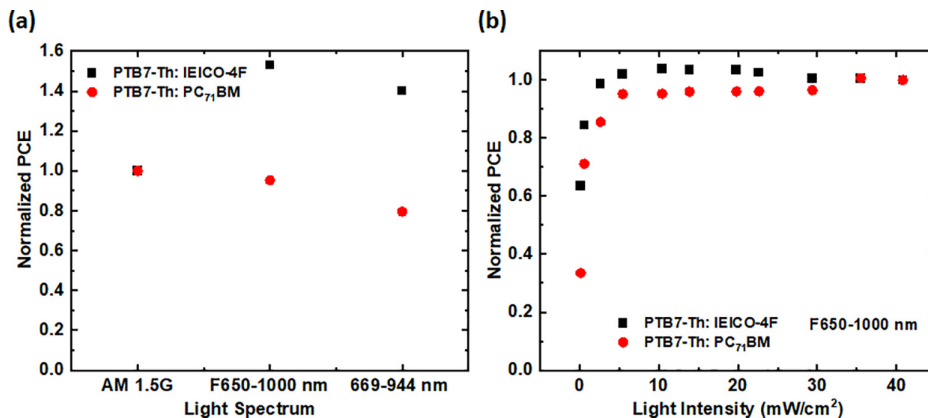 (a)
Normalized PCE
1.6
1.4
1.2
1.0
0.8
0.6
0.4
0.2
0.0
PTB7-Th: IEICO-4F
PTB7-Th: PC₇₁BM
AM 1.5G F650-1000 nm 669-944 nm
Light Spectrum
(b)
Normalized PCE
1.0
0.8
0.6
0.4
0.2
0.0
PTB7-Th: IEICO-4F F650-1000 nm
PTB7-Th: PC₇₁BM
0 10 20 30 40
Light Intensity (mW/cm²)